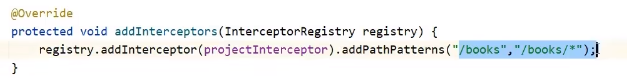 @Override
protected void addInterceptors(InterceptorRegistry registry) {
registry.addInterceptor(projectInterceptor).addPathPatterns("/books","/books/*");
}